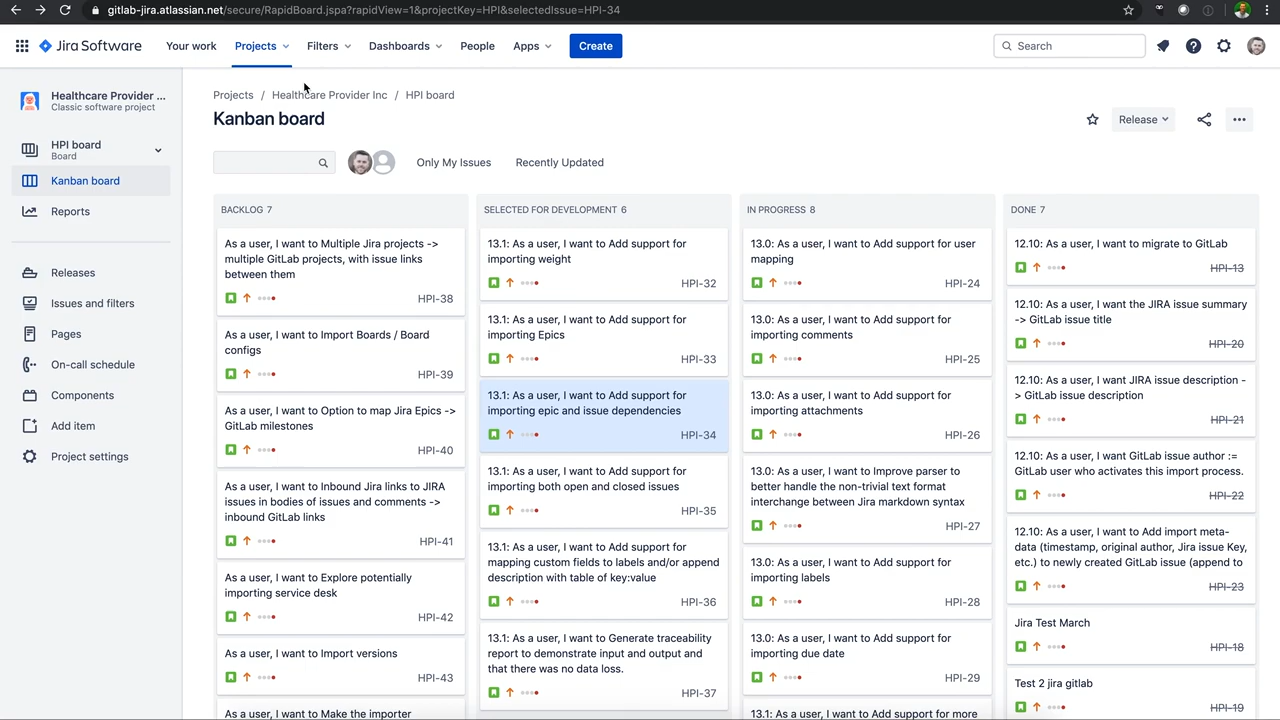 gitlab-jira.atlassian.net/secure/RapidBoard.jspa?rapidView=1&projectKey=HPI&selectedIssue=HPI-34
Jira Software
Your work
Projects
Filters
Dashboards
People
Apps
Create
Search
Healthcare Provider ...
Classic software project
HPI board
Board
Kanban board
Reports
Releases
Issues and filters
Pages
On-call schedule
Components
Add item
Project settings
Projects / Healthcare Provider Inc / HPI board
Kanban board
Release
Only My Issues
Recently Updated
BACKLOG 7
As a user, I want to Multiple Jira projects ->
multiple GitLab projects, with issue links
between them
HPI-38
As a user, I want to Import Boards / Board
configs
HPI-39
As a user, I want to Option to map Jira Epics ->
GitLab milestones
HPI-40
As a user, I want to Inbound Jira links to JIRA
issues in bodies of issues and comments ->
inbound GitLab links
HPI-41
As a user, I want to Explore potentially
importing service desk
HPI-42
As a user, I want to Import versions
HPI-43
As a user, I want to Make the importer
SELECTED FOR DEVELOPMENT 6
13.1: As a user, I want to Add support for
importing weight
HPI-32
13.1: As a user, I want to Add support for
importing Epics
HPI-33
13.1: As a user, I want to Add support for
importing epic and issue dependencies
HPI-34
13.1: As a user, I want to Add support for
importing both open and closed issues
HPI-35
13.1: As a user, I want to Add support for
mapping custom fields to labels and/or append
description with table of key:value
HPI-36
13.1: As a user, I want to Generate traceability
report to demonstrate input and output and
that there was no data loss.
HPI-37
IN PROGRESS 8
13.0: As a user, I want to Add support for user
mapping
HPI-24
13.0: As a user, I want to Add support for
importing comments
HPI-25
13.0: As a user, I want to Add support for
importing attachments
HPI-26
13.0: As a user, I want to Improve parser to
better handle the non-trivial text format
interchange between Jira markdown syntax
HPI-27
13.0: As a user, I want to Add support for
importing labels
HPI-28
13.0: As a user, I want to Add support for
importing due date
HPI-29
13.1: As a user, I want to Add support for more
DONE 7
12.10: As a user, I want to migrate to GitLab
HPI-13
12.10: As a user, I want the JIRA issue summary
-> GitLab issue title
HPI-20
12.10: As a user, I want JIRA issue description -
> GitLab issue description
HPI-21
12.10: As a user, I want GitLab issue author :=
GitLab user who activates this import process.
HPI-22
12.10: As a user, I want to Add import meta-
data (timestamp, original author, Jira issue Key,
etc.) to newly created GitLab issue (append to
HPI-23
Jira Test March
HPI-18
Test 2 jira gitlab
HPI-19